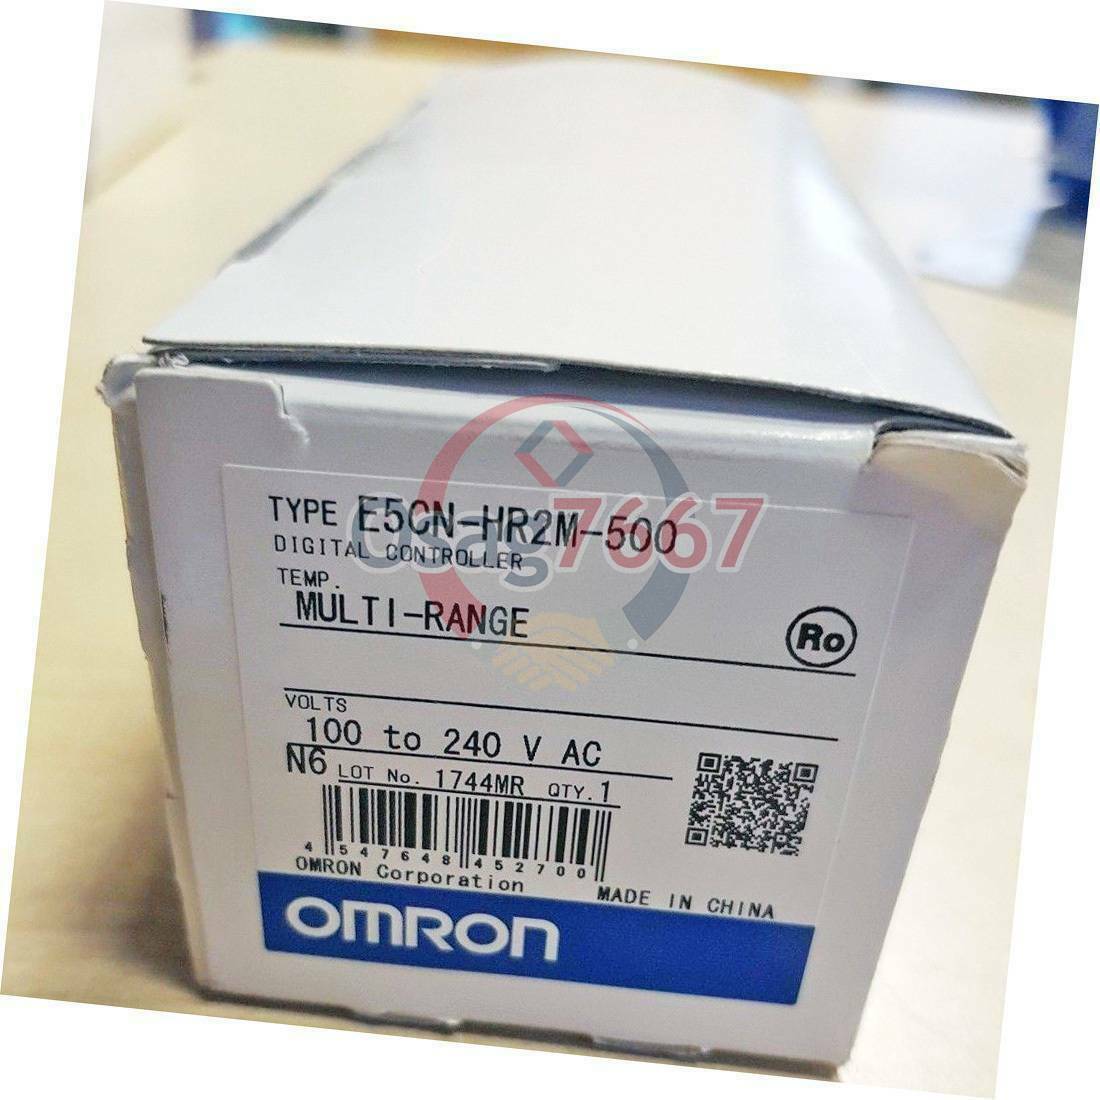 TYPE E5CN-HR2M-500
DIGITAL CONTROLLER
TEMP.
MULTI-RANGE
Ro
VOLTS
100 to 240 V AC
N6 LOT No. 1744MR QTY.1
4 547648 452700
OMRON Corporation
MADE IN CHINA
OMRON
osag7667